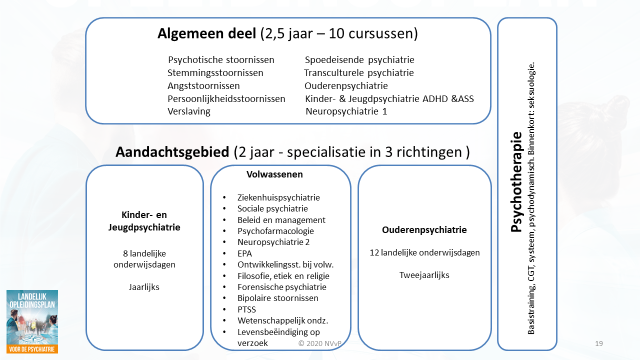 Algemeen deel (2,5 jaar – 10 cursussen)
Psychotische stoornissen
Stemmingsstoornissen
Angststoornissen
Persoonlijkheidsstoornissen
Verslaving
Spoedeisende psychiatrie
Transculturele psychiatrie
Ouderenpsychiatrie
Kinder- & Jeugdpsychiatrie ADHD &ASS
Neuropsychiatrie 1
Aandachtsgebied (2 jaar - specialisatie in 3 richtingen )
Kinder- en
Jeugdpsychiatrie
8 landelijke
onderwijsdagen
Jaarlijks
Volwassenen
• Ziekenhuispsychiatrie
• Sociale psychiatrie
• Beleid en management
• Psychofarmacologie
• Neuropsychiatrie 2
• EPA
• Ontwikkelingsst. bij volw.
• Filosofie, etiek en religie
• Forensische psychiatrie
• Bipolaire stoornissen
• PTSS
• Wetenschappelijk ondz.
• Levensbeëindiging op
verzoek
Ouderenpsychiatrie
12 landelijke onderwijsdagen
Tweejaarlijks
Psychotherapie
Basistraining, CGT, systeem, psychodynamisch. Binnenkort: seksuologie.
LANDELIJK
OPLEIDINGSPLAN
VOOR DE PSYCHIATRIE
© 2020 NVvP
19